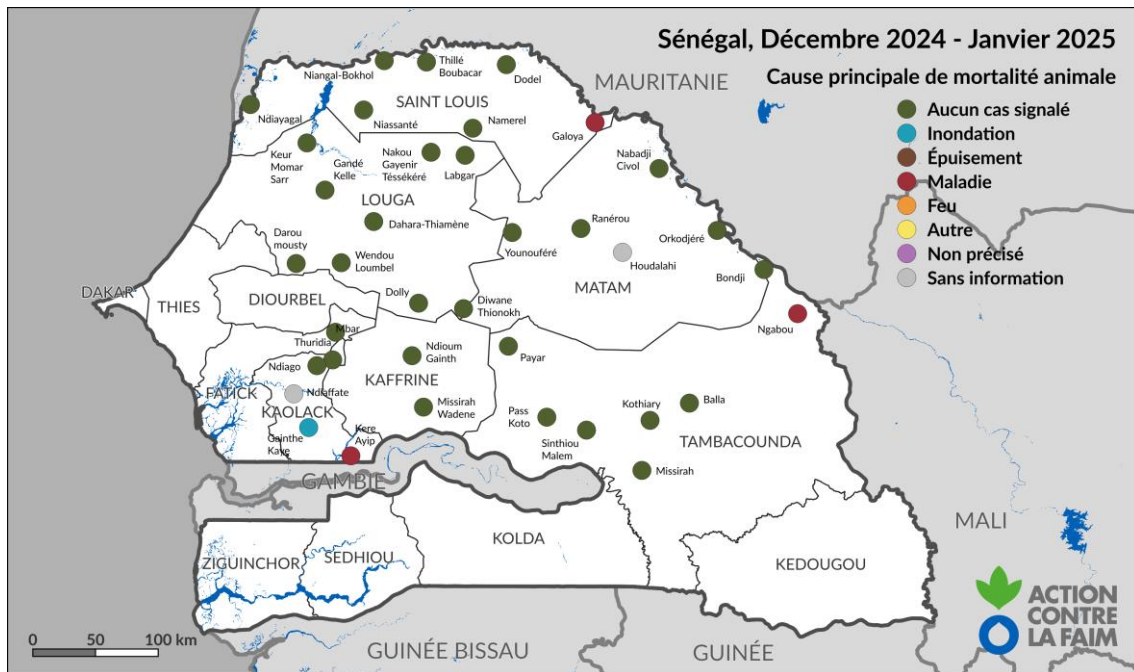 Sénégal, Décembre 2024 - Janvier 2025
Cause principale de mortalité animale
Aucun cas signalé
Inondation
Épuisement
Maladie
Feu
Autre
Non précisé
Sans information
MAURITANIE
Niangal-Bokhol
Thillé
Boubacar
Dodel
SAINT LOUIS
Ndiayagal
Niassanté
Namerel
Galoya
Keur
Momar
Sarr
Gandé
Kelle
Nakou
Gayenir
Téssékéré
Labgar
Nabadji
Civol
LOUGA
Dahara-Thiamène
Ranérou
Younouféré
Orkodjéré
Houdalahi
Darou
mousty
Wendou
Loumbel
Bondji
MATAM
DAKAR
THIES
DIOURBEL
Dolly
Diwane
Thionokh
Ngabou
Mbar
Thuridia
Ndiago
Ndioum
Gainth
Payar
KAFFRINE
FATICK
Ndiaffate
KAOLACK
Missirah
Wadene
Pass
Koto
Kothiary
Balla
Gainthe
Kaye
Kere
Ayip
Sinthiou
Malem
TAMBACOUNDA
Missirah
GAMBIE
MALI
ZIGUINCHOR
SEDHIOU
KOLDA
KEDOUGOU
GUINÉE BISSAU
GUINÉE
0 50 100 km
ACTION
CONTRE
LA FAIM